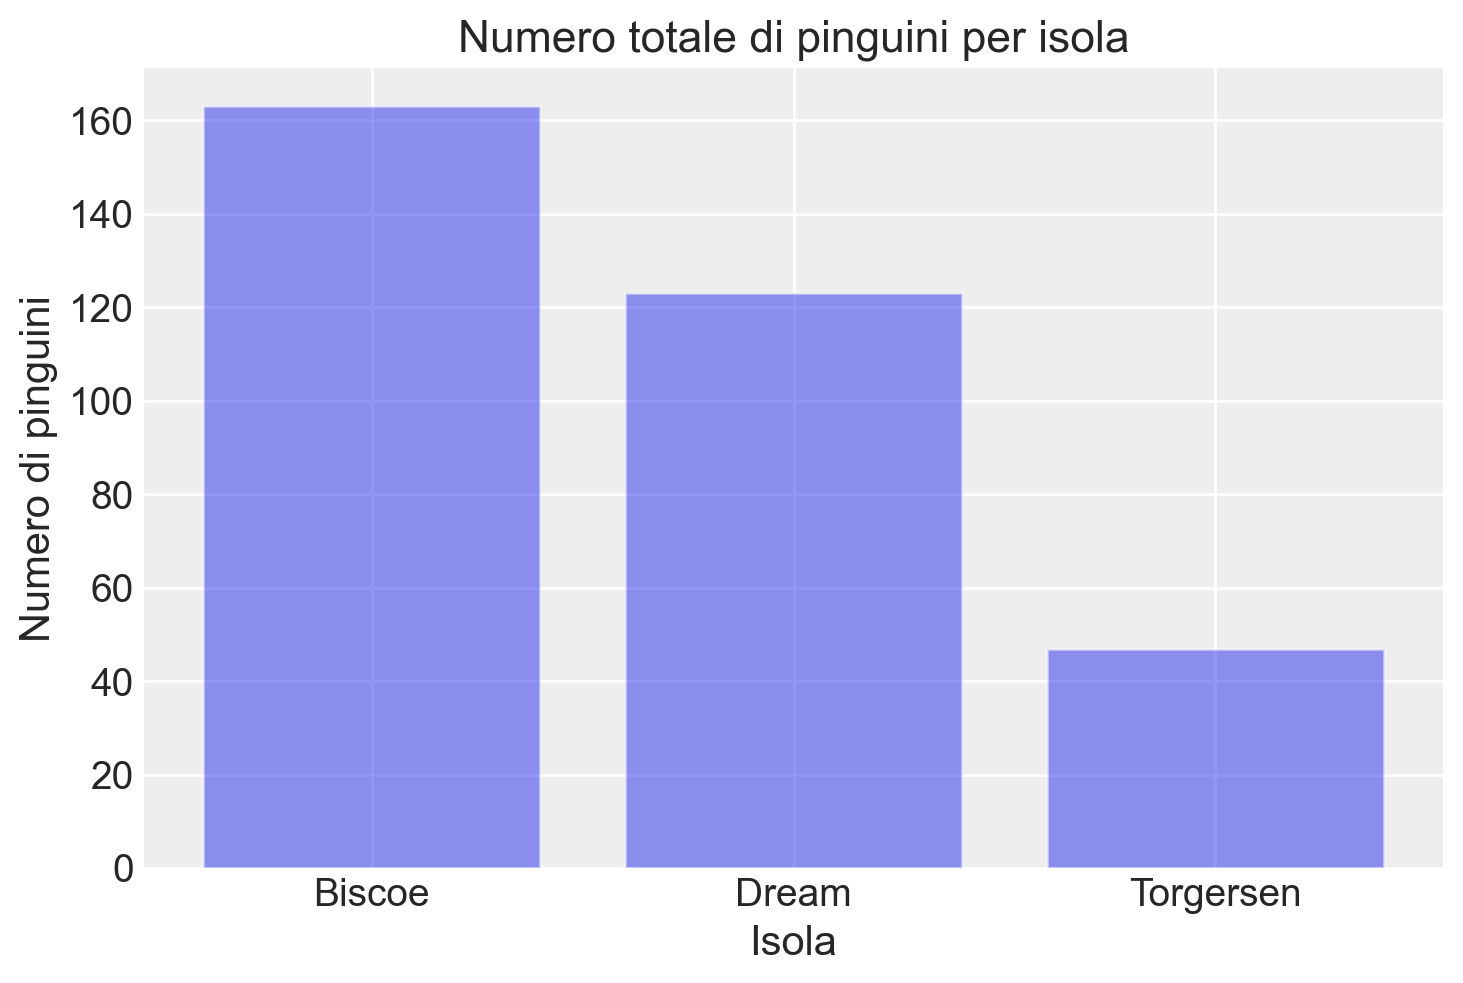 Numero totale di pinguini per isola
Numero di pinguini
160
140
120
100
80
60
40
20
0
Biscoe Dream Torgersen
Isola